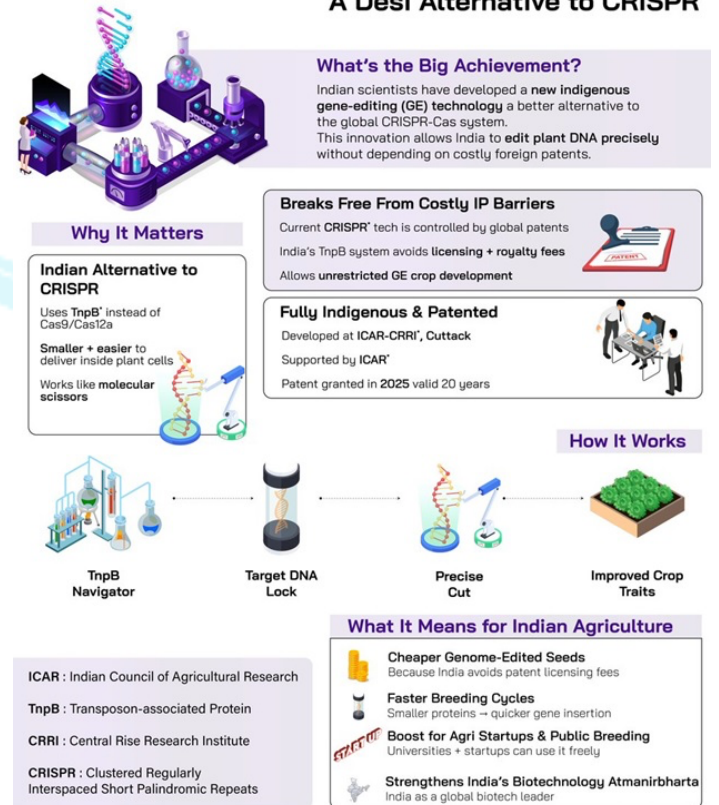 A Desi Alternative to CRISPR
What's the Big Achievement?
Indian scientists have developed a new indigenous
gene-editing (GE) technology a better alternative to
the global CRISPR-Cas system.
This innovation allows India to edit plant DNA precisely
without depending on costly foreign patents.
Why It Matters
Indian Alternative to
CRISPR
Uses TnpB* instead of
Cas9/Cas12a
Smaller + easier to
deliver inside plant cells
Works like molecular
scissors
Breaks Free From Costly IP Barriers
Current CRISPR* tech is controlled by global patents
India's TnpB system avoids licensing + royalty fees
Allows unrestricted GE crop development
PATENT
Fully Indigenous & Patented
Developed at ICAR-CRRI*, Cuttack
Supported by ICAR*
Patent granted in 2025 valid 20 years
How It Works
TnpB
Navigator
Target DNA
Lock
Precise
Cut
Improved Crop
Traits
What It Means for Indian Agriculture
Cheaper Genome-Edited Seeds
Because India avoids patent licensing fees
Faster Breeding Cycles
Smaller proteins → quicker gene insertion
START UP
Boost for Agri Startups & Public Breeding
Universities + startups can use it freely
Strengthens India's Biotechnology Atmanirbharta
India as a global biotech leader
ICAR : Indian Council of Agricultural Research
TnpB : Transposon-associated Protein
CRRI : Central Rise Research Institute
CRISPR : Clustered Regularly
Interspaced Short Palindromic Repeats